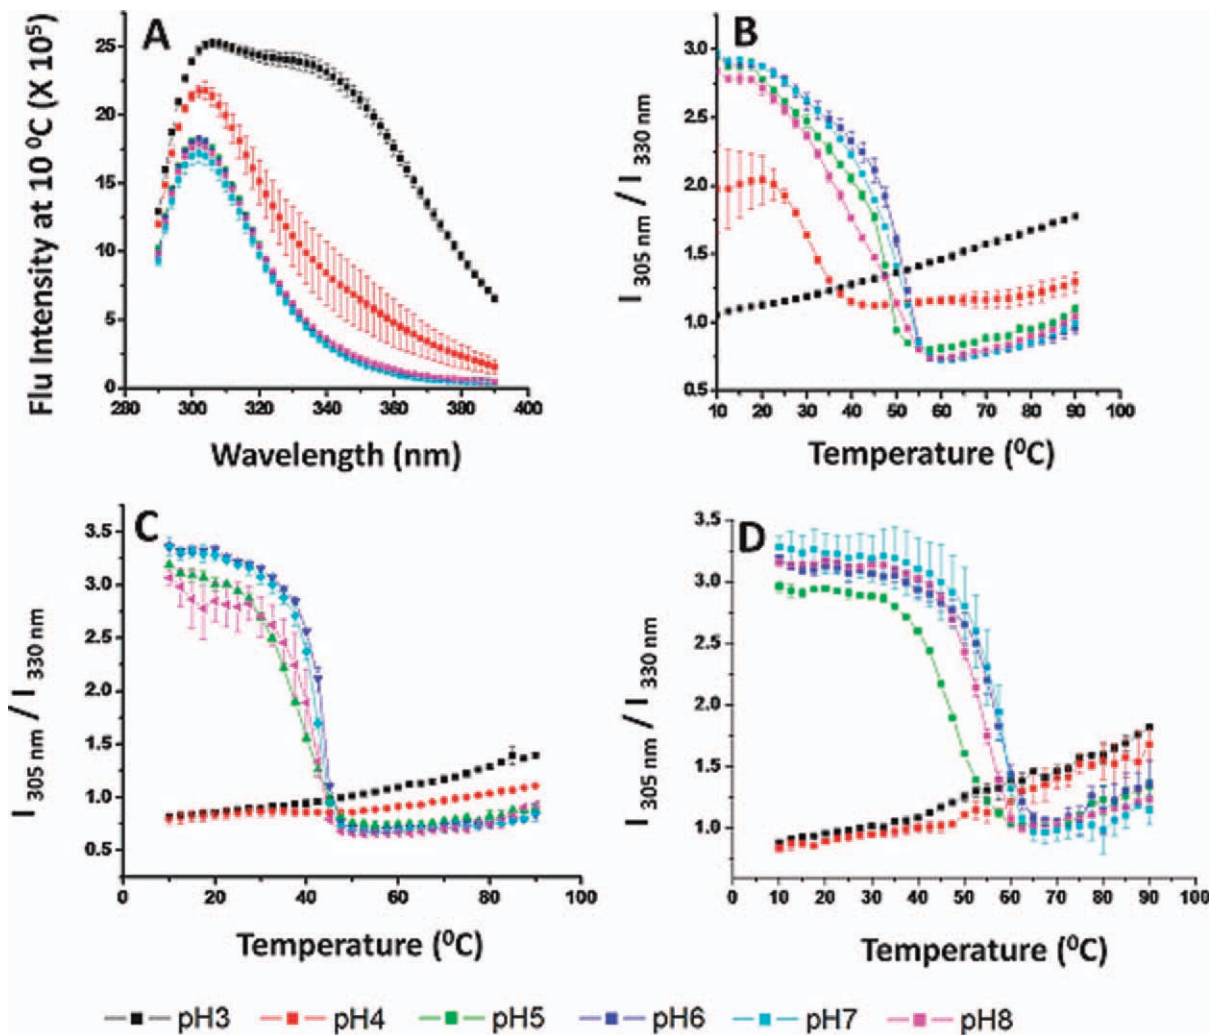 A
Flu Intensity at 10 ⁰C (X 10⁵)
25
20
15
10
5
0
280 300 320 340 360 380 400
Wavelength (nm)
B
I 305 nm / I 330 nm
3.0
2.5
2.0
1.5
1.0
0.5
10 20 30 40 50 60 70 80 90 100
Temperature (⁰C)
C
I 305 nm / I 330 nm
3.5
3.0
2.5
2.0
1.5
1.0
0.5
0 20 40 60 80 100
Temperature (⁰C)
D
I 305 nm / I 330 nm
3.5
3.0
2.5
2.0
1.5
1.0
0 10 20 30 40 50 60 70 80 90 100
Temperature (⁰C)
pH3 pH4 pH5 pH6 pH7 pH8